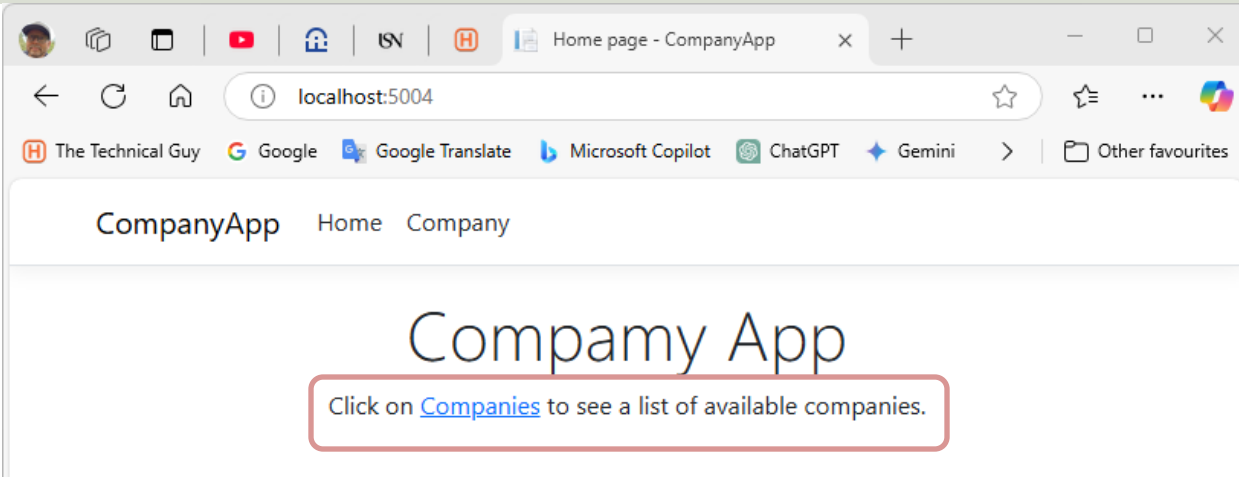 USN H Home page - CompanyApp
localhost:5004
H The Technical Guy G Google G Google Translate Microsoft Copilot ChatGPT Gemini Other favourites
CompanyApp Home Company
Compamy App
Click on Companies to see a list of available companies.